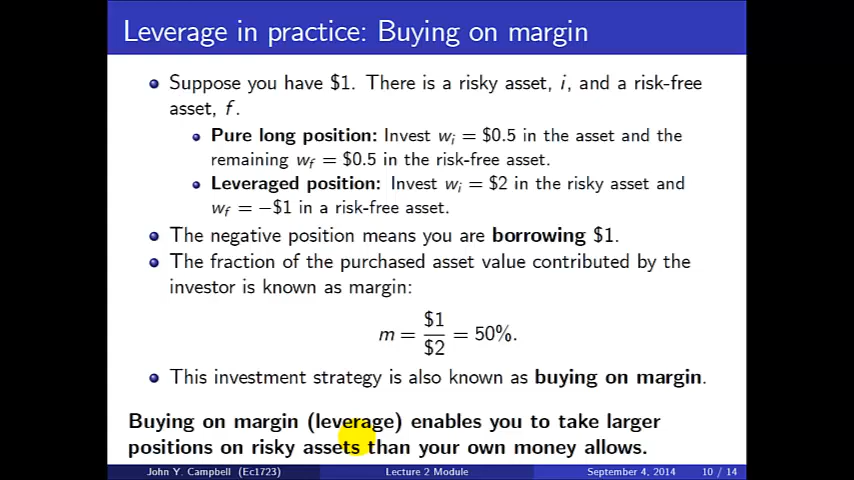 Leverage in practice: Buying on margin
Suppose you have $1. There is a risky asset, i, and a risk-free
asset, f.
Pure long position: Invest wi = $0.5 in the asset and the
remaining wf = $0.5 in the risk-free asset.
Leveraged position: Invest wi = $2 in the risky asset and
wf = −$1 in a risk-free asset.
The negative position means you are borrowing $1.
The fraction of the purchased asset value contributed by the
investor is known as margin:
m = $1/$2 = 50%.
This investment strategy is also known as buying on margin.
Buying on margin (leverage) enables you to take larger
positions on risky assets than your own money allows.
John Y. Campbell (Ec1723) Lecture 2 Module September 4, 2014 10 / 14